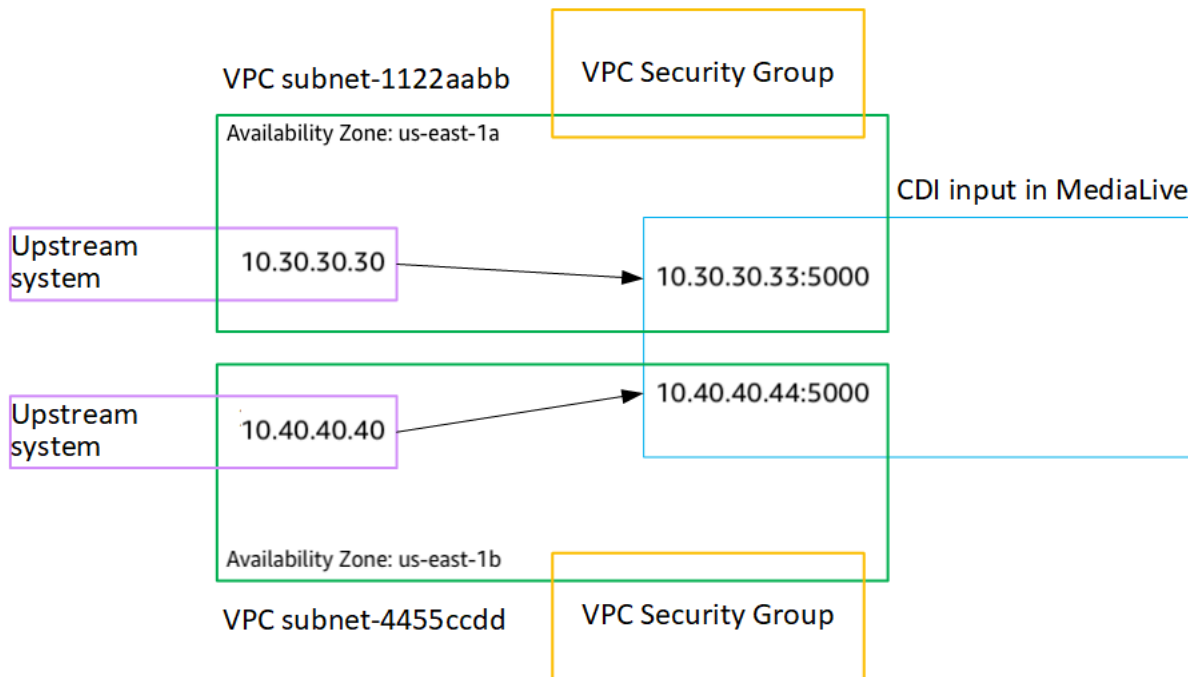 VPC subnet-1122aabb
VPC Security Group
Availability Zone: us-east-1a
CDI input in MediaLive
Upstream
system
10.30.30.30
10.30.30.33:5000
10.40.40.44:5000
Upstream
system
10.40.40.40
Availability Zone: us-east-1b
VPC subnet-4455ccdd
VPC Security Group